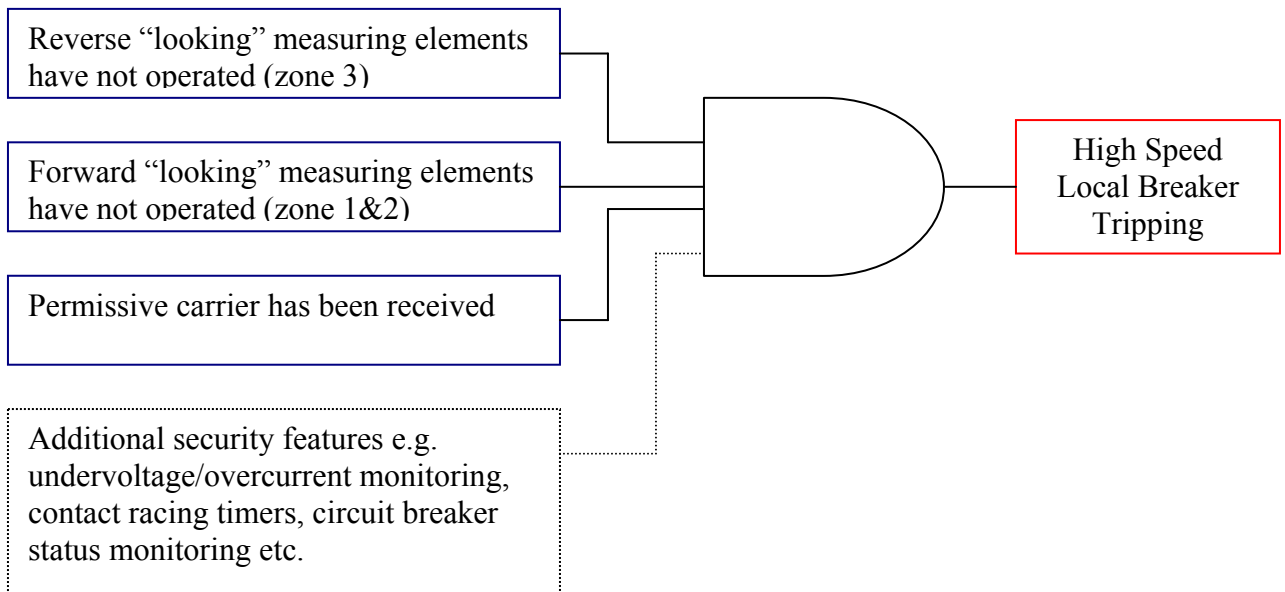 Reverse “looking” measuring elements
have not operated (zone 3)
Forward “looking” measuring elements
have not operated (zone 1&2)
Permissive carrier has been received
Additional security features e.g.
undervoltage/overcurrent monitoring,
contact racing timers, circuit breaker
status monitoring etc.
High Speed
Local Breaker
Tripping